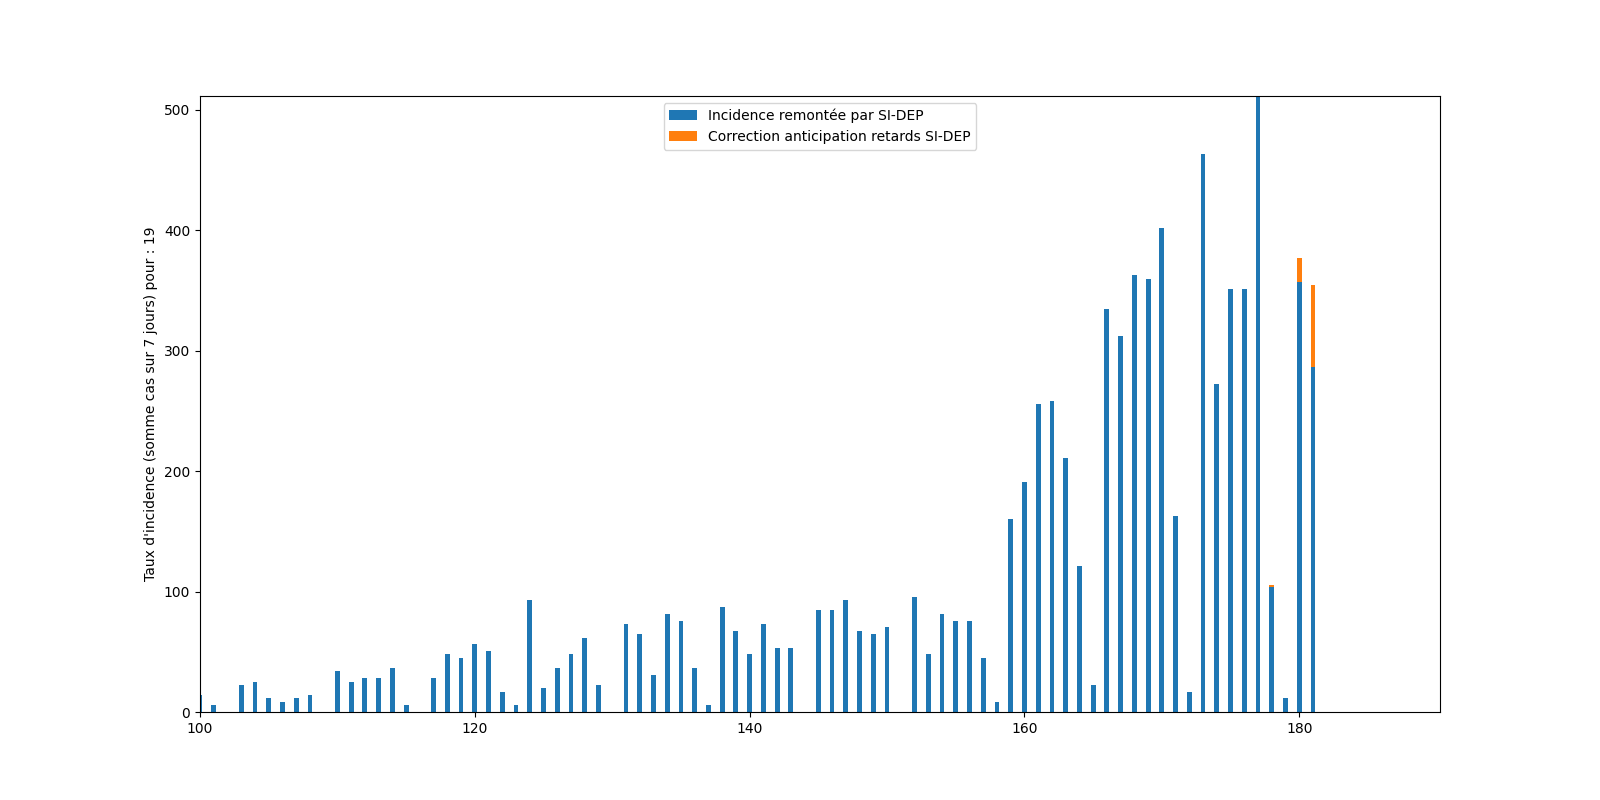 Incidence remontée par SI-DEP
Correction anticipation retards SI-DEP
Taux d'incidence (somme cas sur 7 jours) pour : 19
500
400
300
200
100
0
100 120 140 160 180